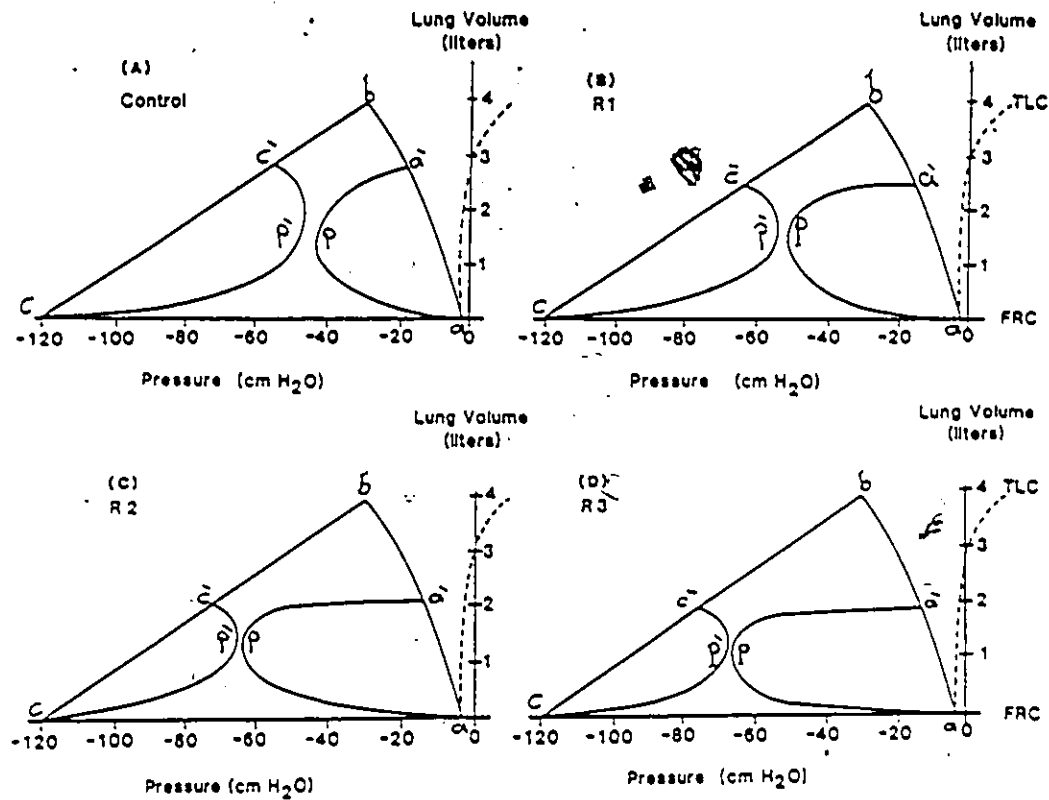 Lung Volume
(liters)
(A)
Control
b
c'
a'
p'
p
c
a
4
3
2
1
-120 -100 -80 -60 -40 -20 0
Pressure (cm H2O)
Lung Volume
(liters)
(B)
R1
b
c'
a'
p'
p
c
a
4 TLC
3
2
1
FRC
-120 -100 -80 -60 -40 -20 0
Pressure (cm H2O)
Lung Volume
(liters)
(C)
R2
b
c'
a'
p'
p
c
a
4
3
2
1
-120 -100 -80 -60 -40 -20 0
Pressure (cm H2O)
Lung Volume
(liters)
(D)
R3
b
c'
a'
p'
p
c
a
4 TLC
3
2
1
FRC
-120 -100 -80 -60 -40 -20 0
Pressure (cm H2O)